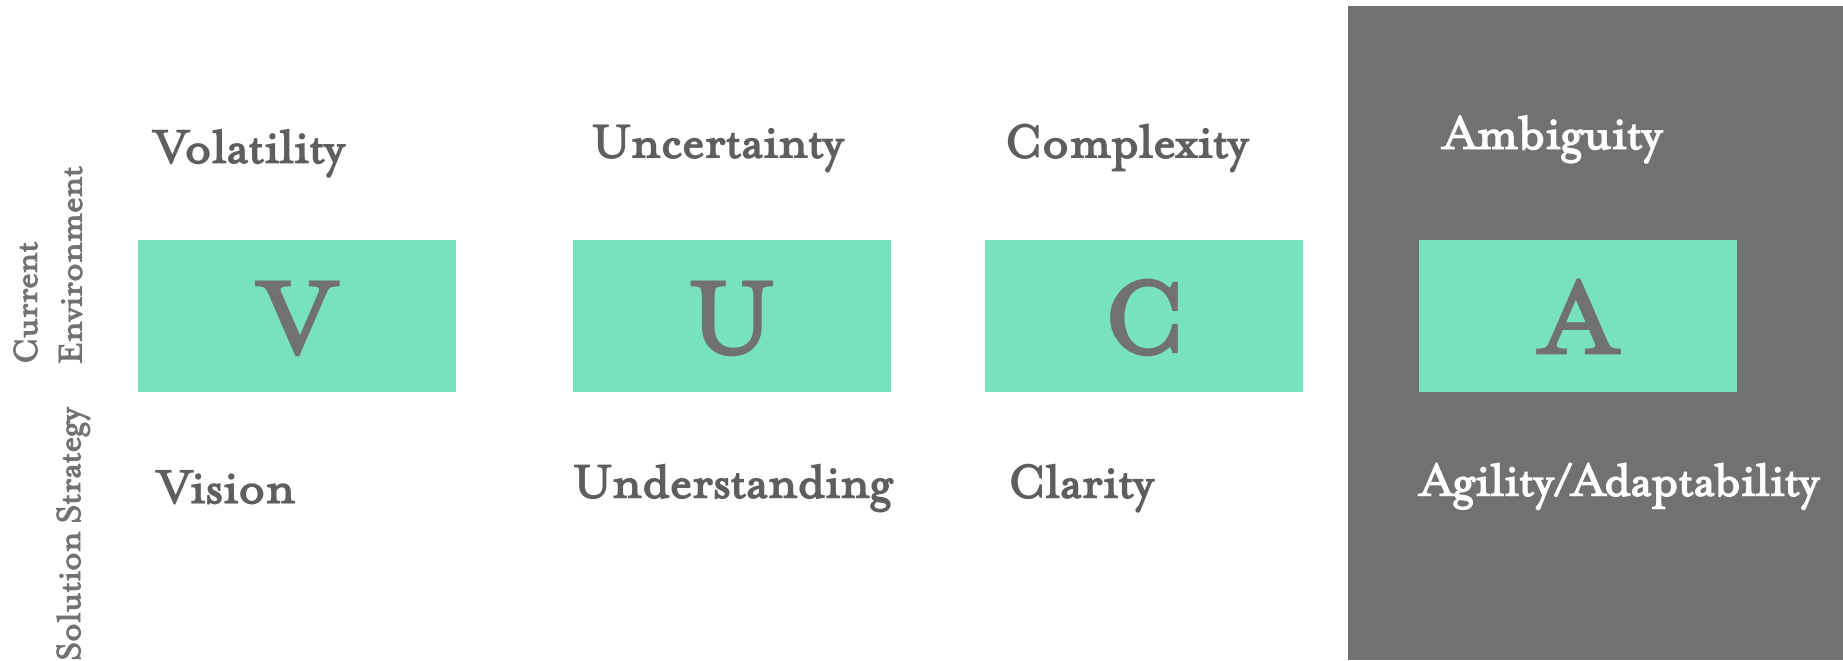 Volatility
Uncertainty
Complexity
Ambiguity
Current
Environment
V
U
C
A
Solution Strategy
Vision
Understanding
Clarity
Agility/Adaptability